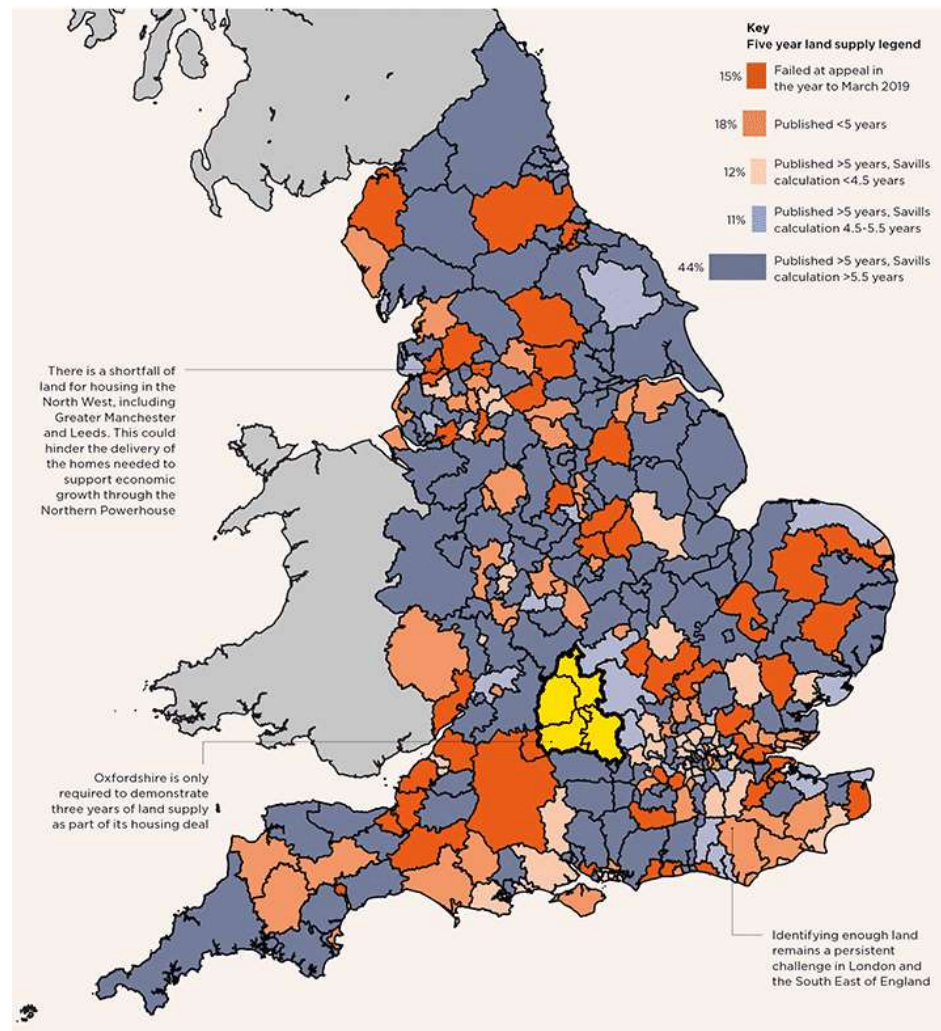 Key
Five year land supply legend
15% Failed at appeal in
the year to March 2019
18% Published <5 years
12% Published >5 years, Savills
calculation <4.5 years
11% Published >5 years, Savills
calculation 4.5-5.5 years
44% Published >5 years, Savills
calculation >5.5 years
There is a shortfall of
land for housing in the
North West, including
Greater Manchester
and Leeds. This could
hinder the delivery of
the homes needed to
support economic
growth through the
Northern Powerhouse
Oxfordshire is only
required to demonstrate
three years of land supply
as part of its housing deal
Identifying enough land
remains a persistent
challenge in London and
the South East of England